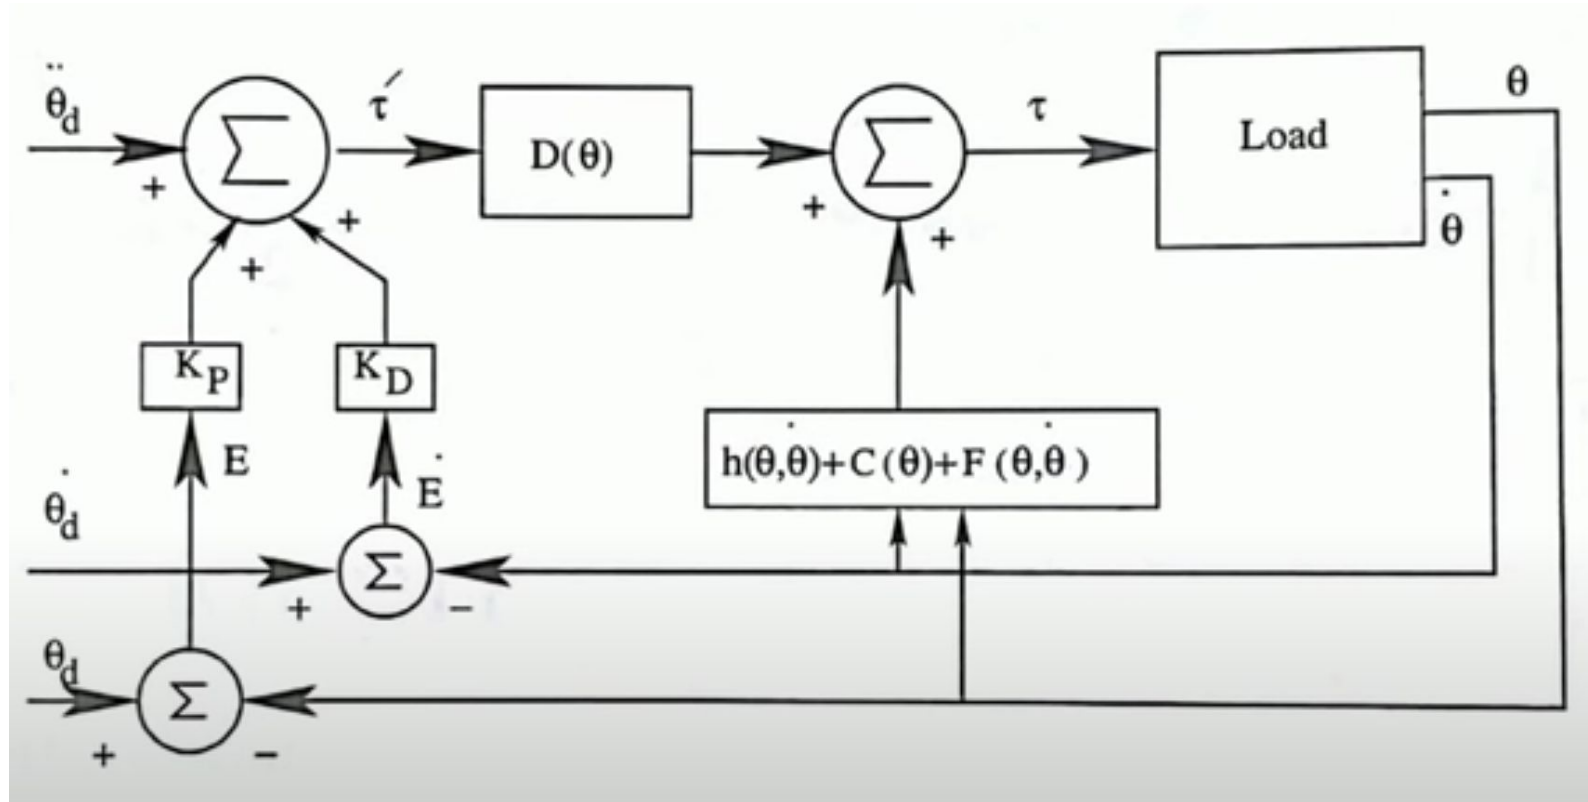 θ̈d
+
Σ
+
+
τ′
D(θ)
+
Σ
+
τ
Load
θ
θ̇
KP
KD
E
Ė
h(θ,θ̇)+C(θ)+F(θ,θ̇)
θ̇d
+
Σ
−
θd
+
Σ
−